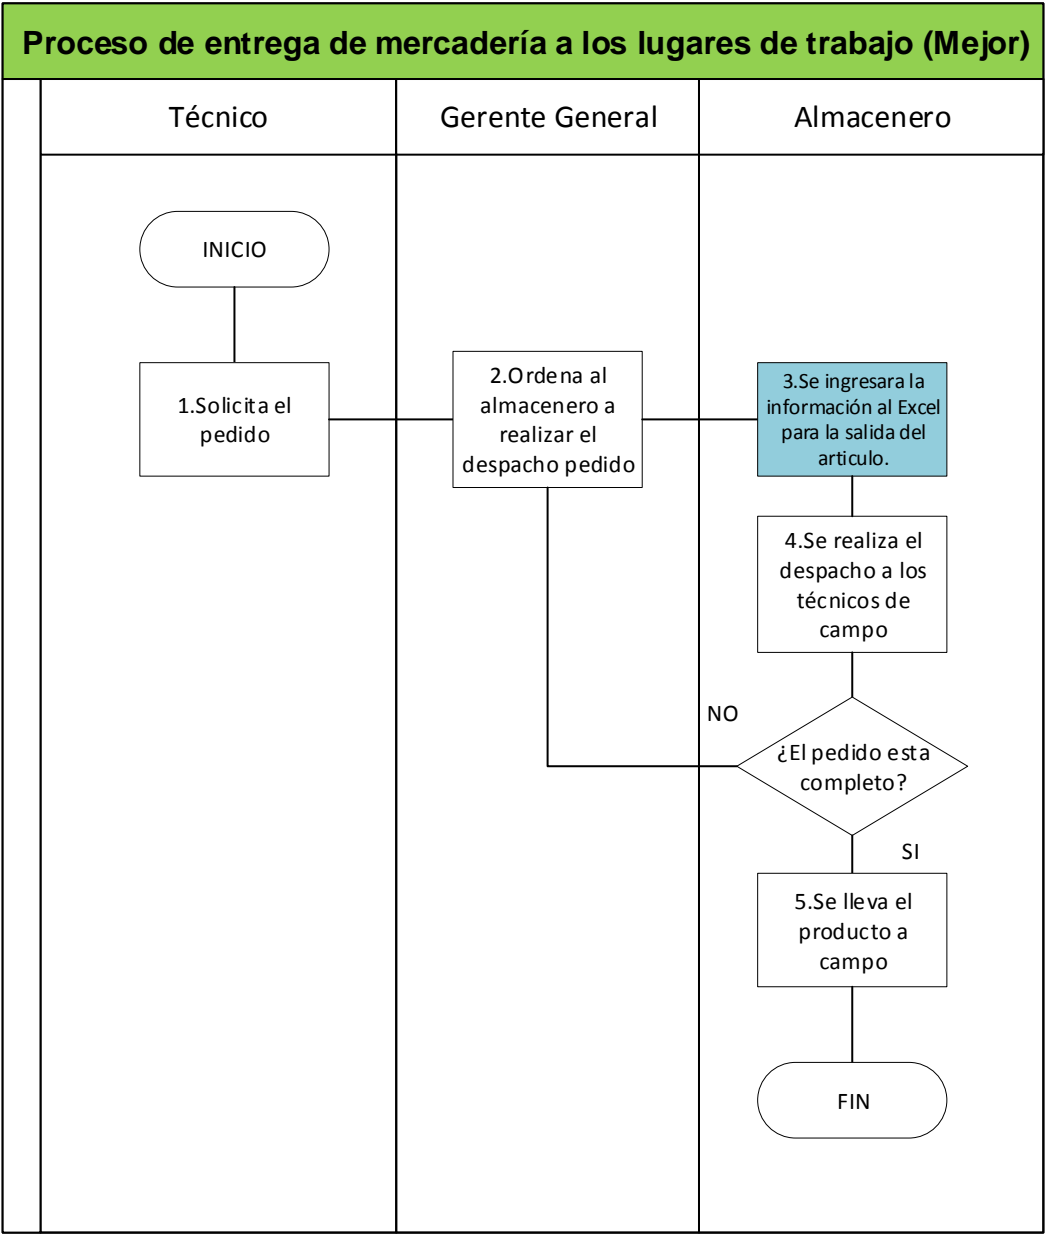 Proceso de entrega de mercadería a los lugares de trabajo (Mejor)
Técnico
Gerente General
Almacenero
INICIO
1.Solicita el
pedido
2.Ordena al
almacenero a
realizar el
despacho pedido
3.Se ingresara la
información al Excel
para la salida del
articulo.
4.Se realiza el
despacho a los
técnicos de
campo
NO
¿El pedido esta
completo?
SI
5.Se lleva el
producto a
campo
FIN